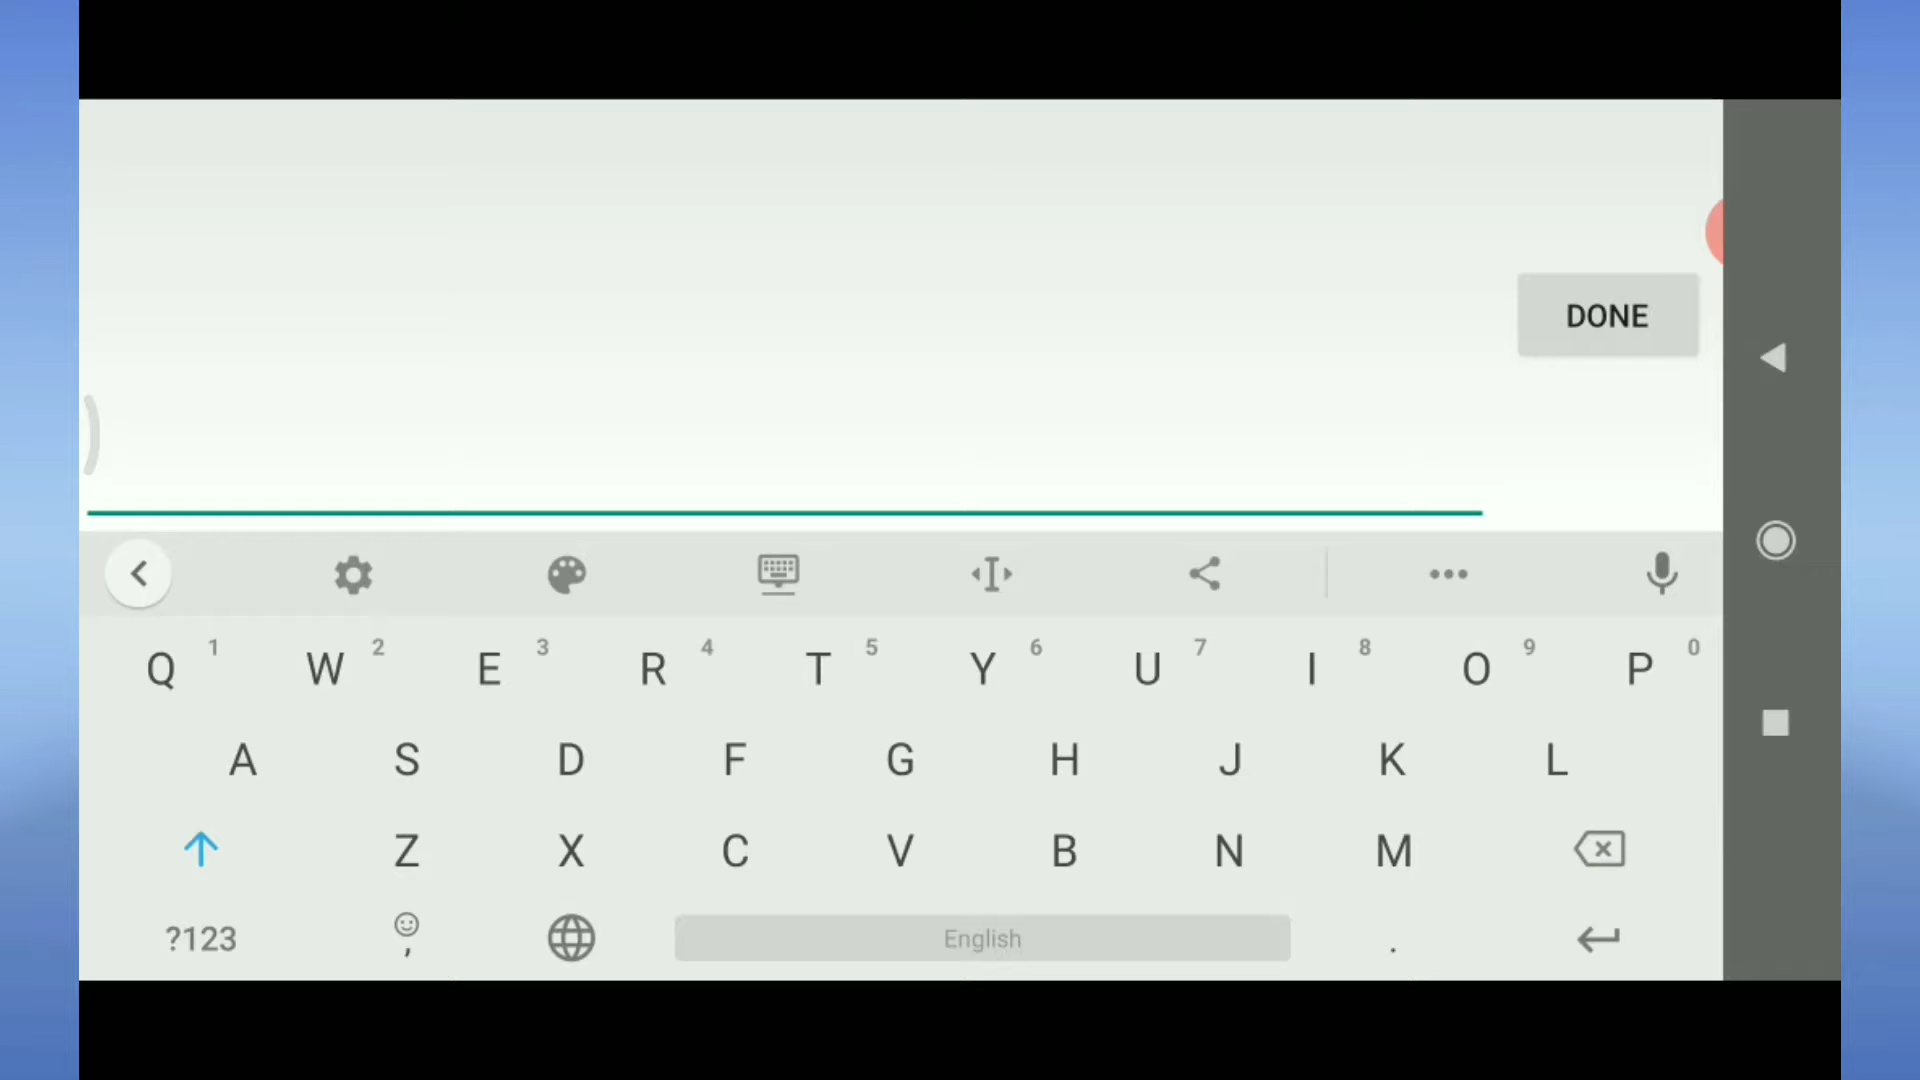 DONE
Q 1 W 2 E 3 R 4 T 5 Y 6 U 7 I 8 O 9 P 0
A S D F G H J K L
Z X C V B N M
?123 , English .